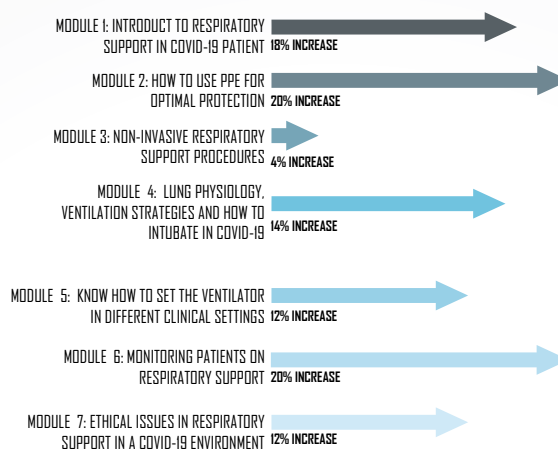 MODULE 1: INTRODUCT TO RESPIRATORY
SUPPORT IN COVID-19 PATIENT
18% INCREASE
MODULE 2: HOW TO USE PPE FOR
OPTIMAL PROTECTION
20% INCREASE
MODULE 3: NON-INVASIVE RESPIRATORY
SUPPORT PROCEDURES
4% INCREASE
MODULE 4: LUNG PHYSIOLOGY,
VENTILATION STRATEGIES AND HOW TO
INTUBATE IN COVID-19
14% INCREASE
MODULE 5: KNOW HOW TO SET THE VENTILATOR
IN DIFFERENT CLINICAL SETTINGS
12% INCREASE
MODULE 6: MONITORING PATIENTS ON
RESPIRATORY SUPPORT
20% INCREASE
MODULE 7: ETHICAL ISSUES IN RESPIRATORY
SUPPORT IN A COVID-19 ENVIRONMENT
12% INCREASE